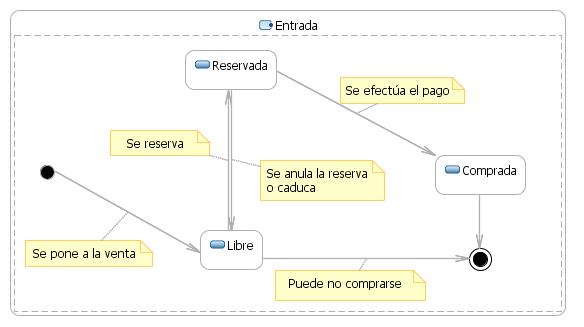 Entrada
Reservada
Se efectúa el pago
Se reserva
Se anula la reserva
o caduca
Comprada
Se pone a la venta
Libre
Puede no comprarse